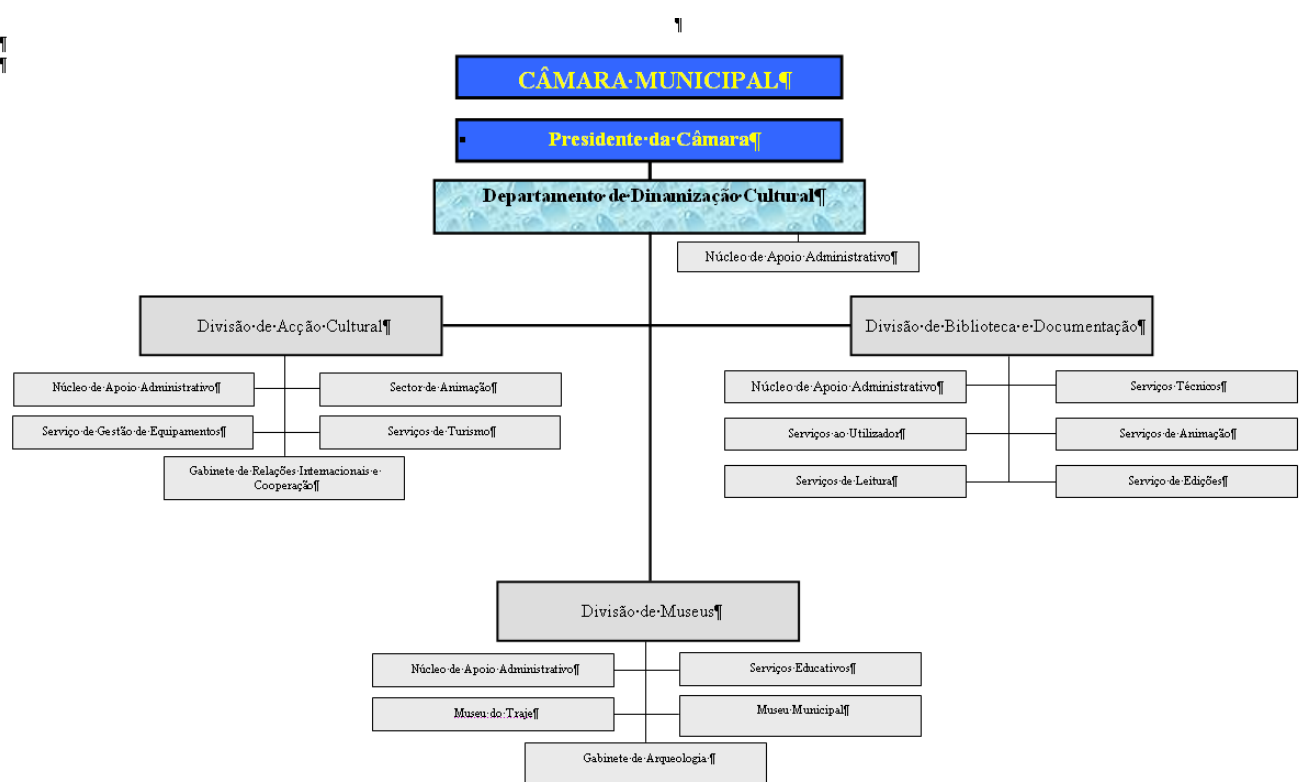 ¶
¶
¶
CÂMARA·MUNICIPAL¶
Presidente·da·Câmara¶
Departamento·de·Dinamização·Cultural¶
Núcleo·de·Apoio·Administrativo¶
Divisão·de·Acção·Cultural¶
Núcleo·de·Apoio·Administrativo¶
Sector·de·Animação¶
Serviço·de·Gestão·de·Equipamentos¶
Serviços·de·Turismo¶
Gabinete·de·Relações·Internacionais·e·
Cooperação¶
Divisão·de·Biblioteca·e·Documentação¶
Núcleo·de·Apoio·Administrativo¶
Serviços·Técnicos¶
Serviços·ao·Utilizador¶
Serviços·de·Animação¶
Serviços·de·Leitura¶
Serviço·de·Edições¶
Divisão·de·Museus¶
Núcleo·de·Apoio·Administrativo¶
Serviços·Educativos¶
Museu·do·Traje¶
Museu·Municipal¶
Gabinete·de·Arqueologia·¶